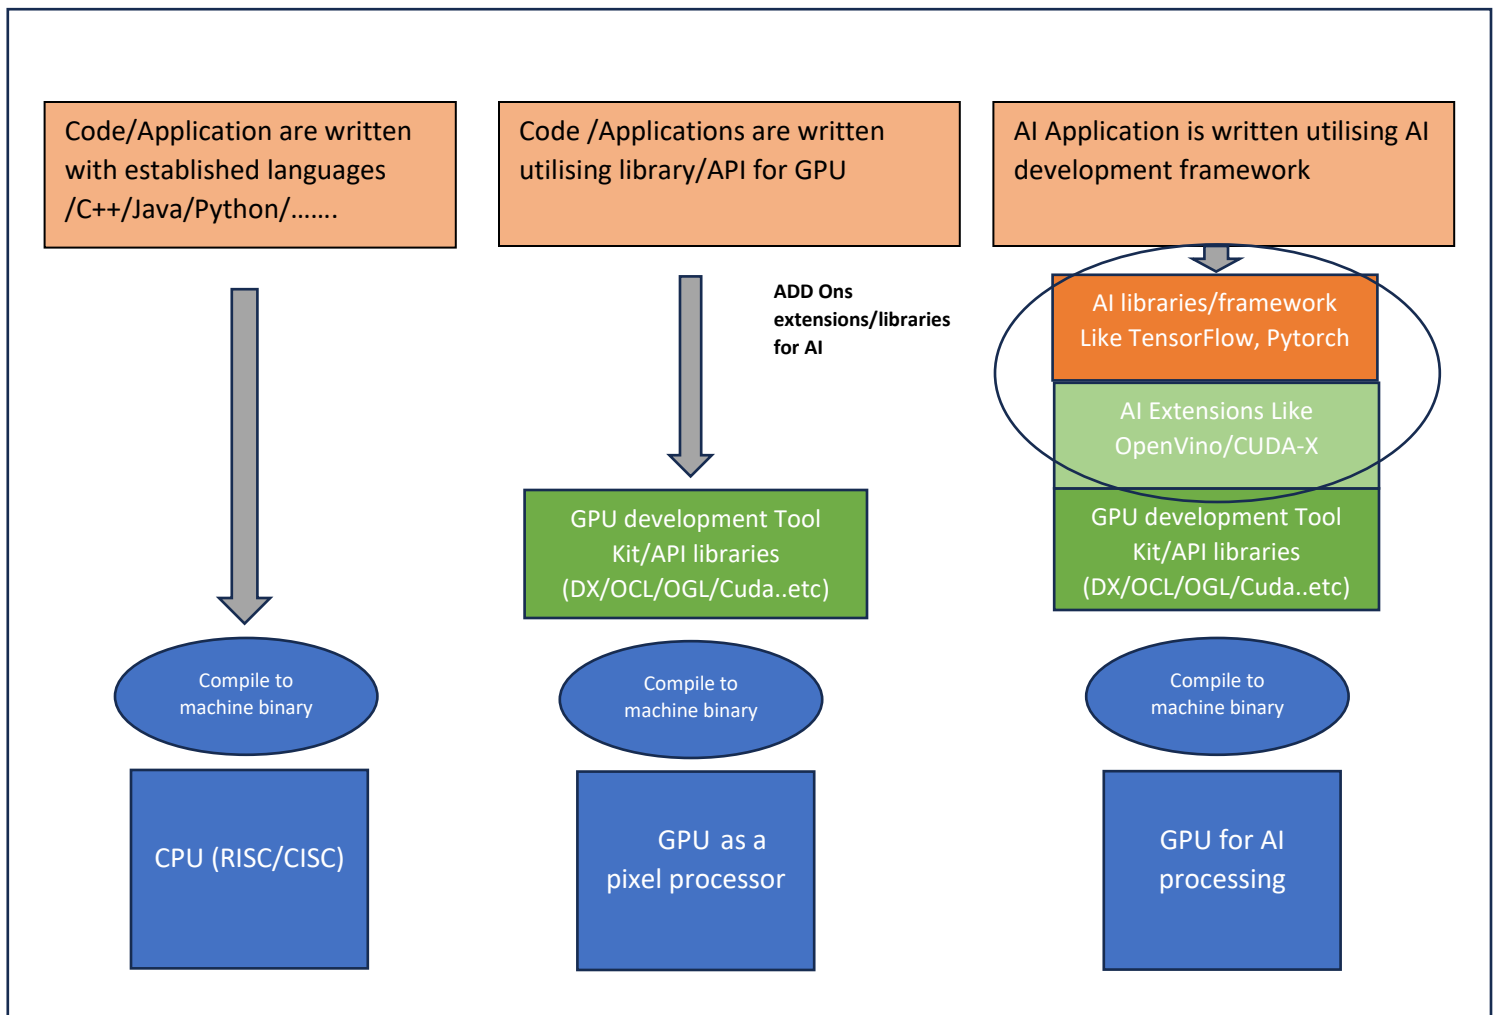 Code/Application are written
with established languages
/C++/Java/Python/…….
Code /Applications are written
utilising library/API for GPU
AI Application is written utilising AI
development framework
ADD Ons
extensions/libraries
for AI
AI libraries/framework
Like TensorFlow, Pytorch
AI Extensions Like
OpenVino/CUDA-X
GPU development Tool
Kit/API libraries
(DX/OCL/OGL/Cuda..etc)
GPU development Tool
Kit/API libraries
(DX/OCL/OGL/Cuda..etc)
Compile to
machine binary
Compile to
machine binary
Compile to
machine binary
CPU (RISC/CISC)
GPU as a
pixel processor
GPU for AI
processing